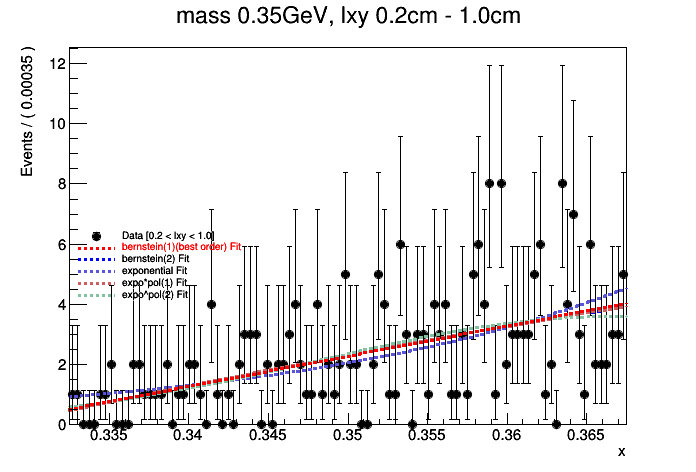 mass 0.35GeV, lxy 0.2cm - 1.0cm
Events / ( 0.00035 )
12
10
8
6
4
2
0
Data [0.2 < lxy < 1.0]
bernstein(1)(best order) Fit
bernstein(2) Fit
exponential Fit
expo*pol(1) Fit
expo^pol(2) Fit
0.335 0.34 0.345 0.35 0.355 0.36 0.365
x